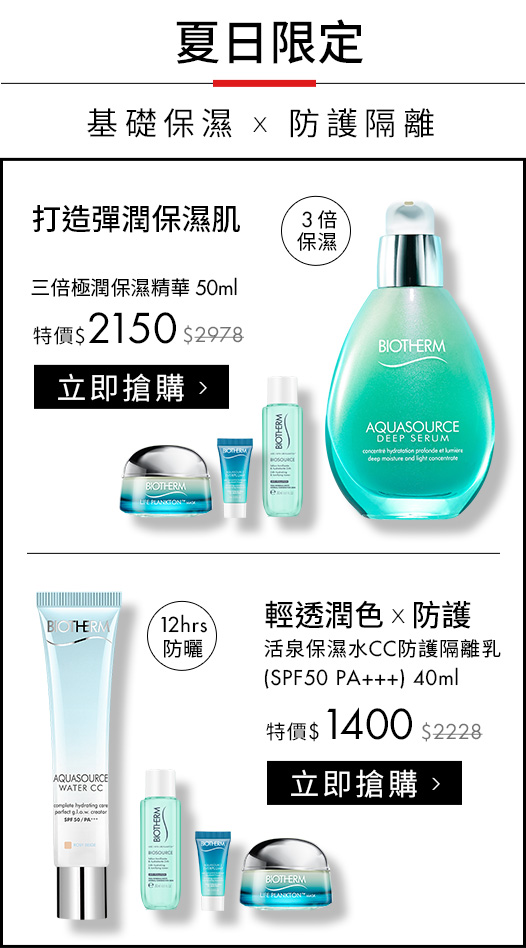 夏日限定
基礎保濕 × 防護隔離
打造彈潤保濕肌
3倍
保濕
三倍極潤保濕精華 50ml
特價$2150 $2978
立即搶購 >
BIOTHERM
AQUASOURCE
DEEP SERUM
concentré hydratation profonde et lumière
deep moisture and light concentrate
BIOTHERM
LIFE PLANKTON™
BIOTHERM
BIOTHERM
BIOSOURCE
BIOTHERM
AQUASOURCE
WATER CC
complete hydrating care
perfect g.l.o.w. creator
SPF 50/PA+++
12hrs
防曬
輕透潤色 × 防護
活泉保濕水CC防護隔離乳
(SPF50 PA+++) 40ml
特價$ 1400 $2228
立即搶購 >
BIOTHERM
BIOSOURCE
BIOTHERM
BIOTHERM
LIFE PLANKTON™